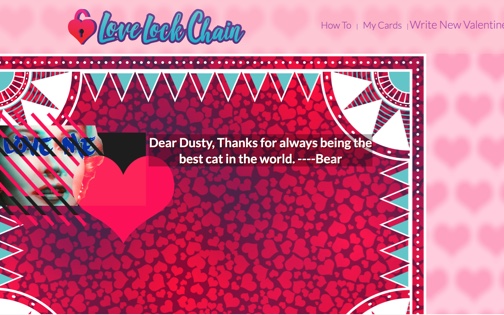 Love Lock Chain
How To | My Cards | Write New Valentine
LOVE ME
Dear Dusty, Thanks for always being the
best cat in the world. ----Bear